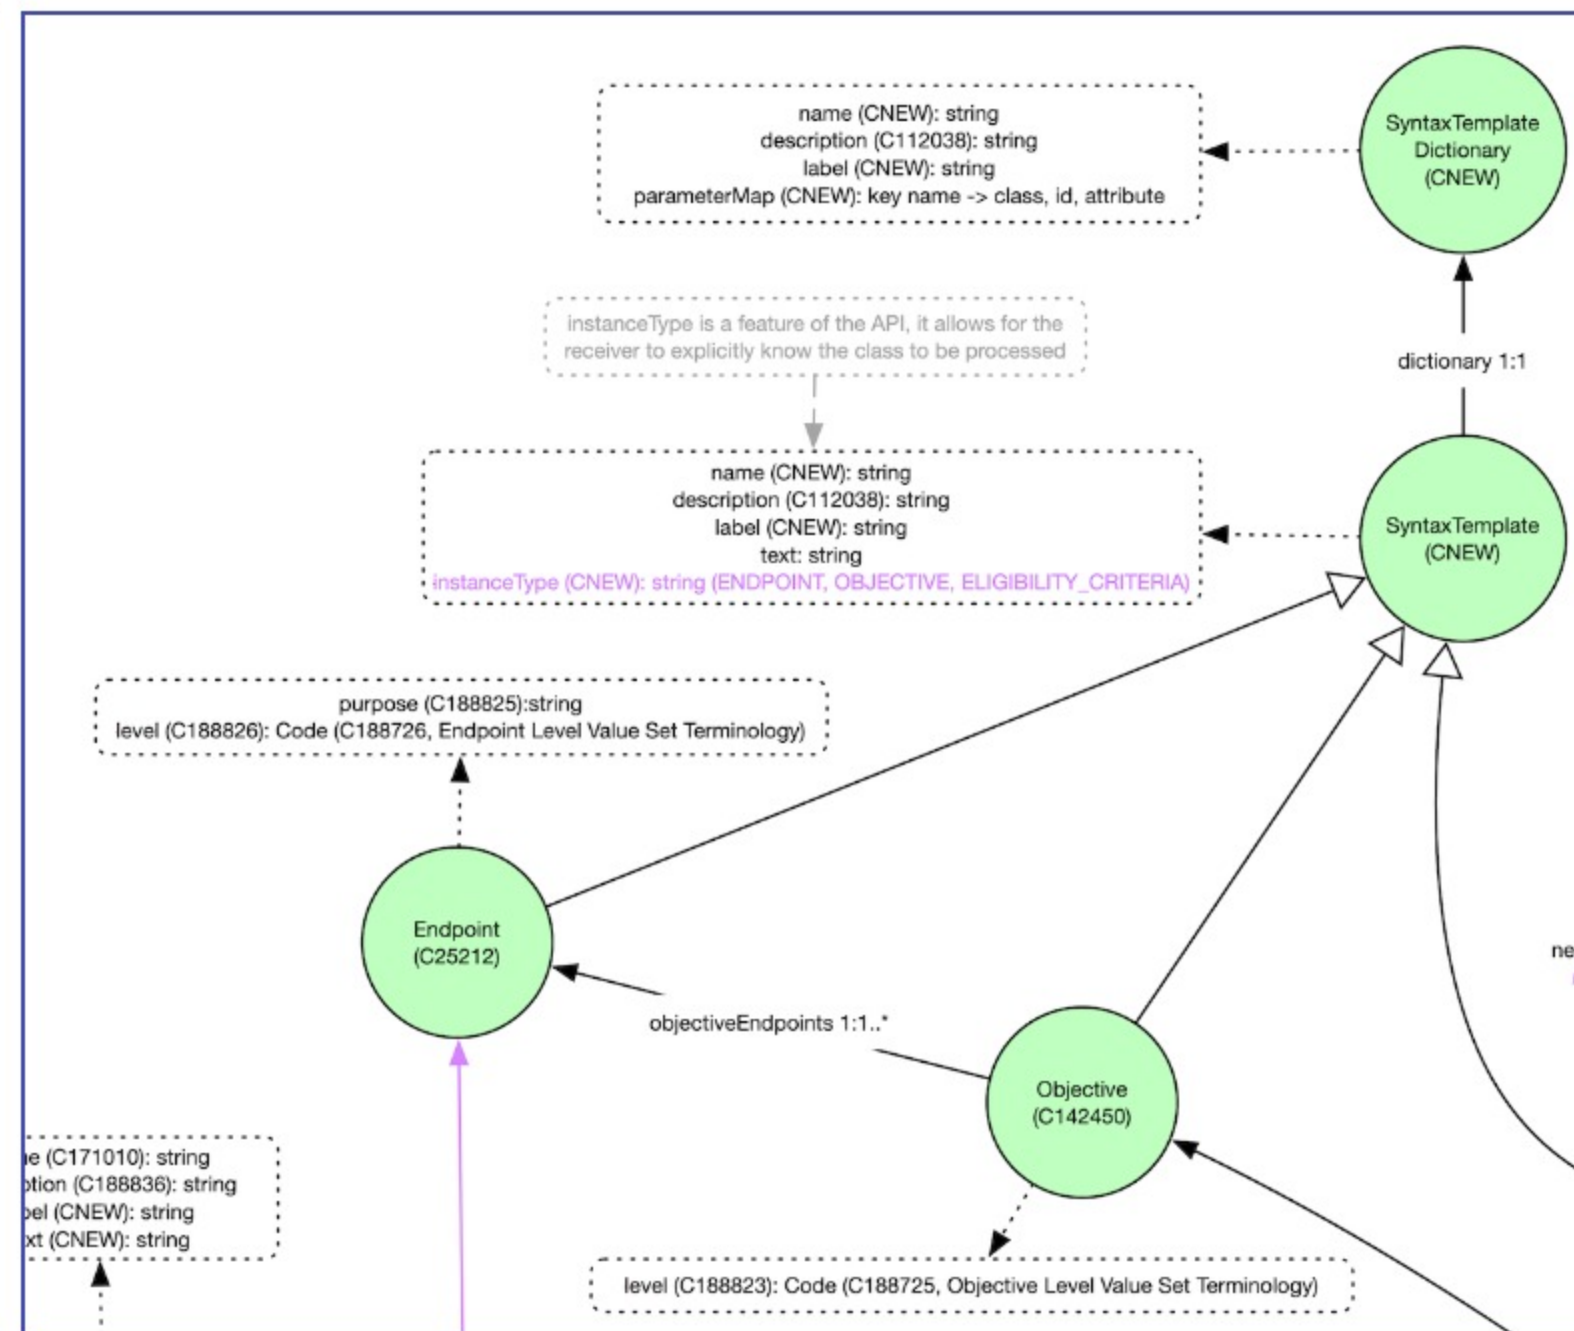 name (CNEW): string
description (C112038): string
label (CNEW): string
parameterMap (CNEW): key name -> class, id, attribute
SyntaxTemplate
Dictionary
(CNEW)
instanceType is a feature of the API, it allows for the
receiver to explicitly know the class to be processed
dictionary 1:1
name (CNEW): string
description (C112038): string
label (CNEW): string
text: string
instanceType (CNEW): string (ENDPOINT, OBJECTIVE, ELIGIBILITY_CRITERIA)
SyntaxTemplate
(CNEW)
purpose (C188825):string
level (C188826): Code (C188726, Endpoint Level Value Set Terminology)
Endpoint
(C25212)
ne
objectiveEndpoints 1:1..*
Objective
(C142450)
(C171010): string
(C188836): string
(CNEW): string
(CNEW): string
level (C188823): Code (C188725, Objective Level Value Set Terminology)